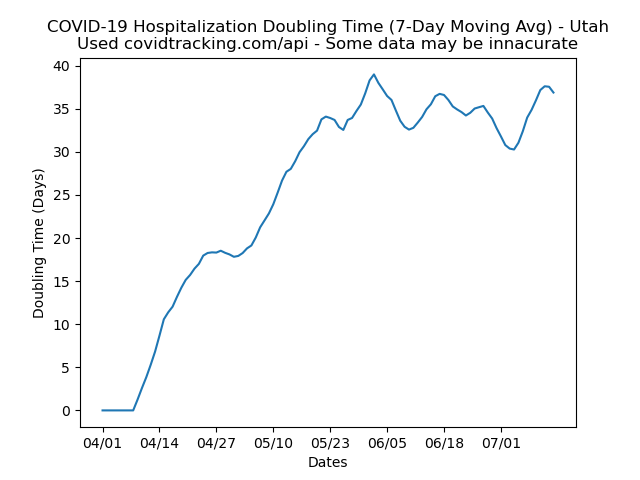 COVID-19 Hospitalization Doubling Time (7-Day Moving Avg) - Utah
Used covidtracking.com/api - Some data may be innacurate
40
35
30
25
20
15
10
5
0
Doubling Time (Days)
04/01 04/14 04/27 05/10 05/23 06/05 06/18 07/01
Dates